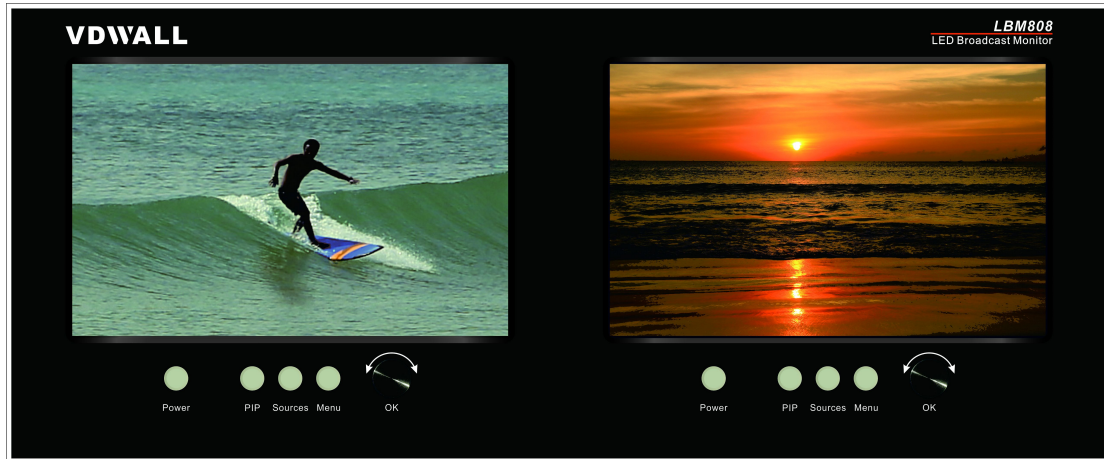 VDWALL
LBM808
LED Broadcast Monitor
Power PIP Sources Menu OK
Power PIP Sources Menu OK